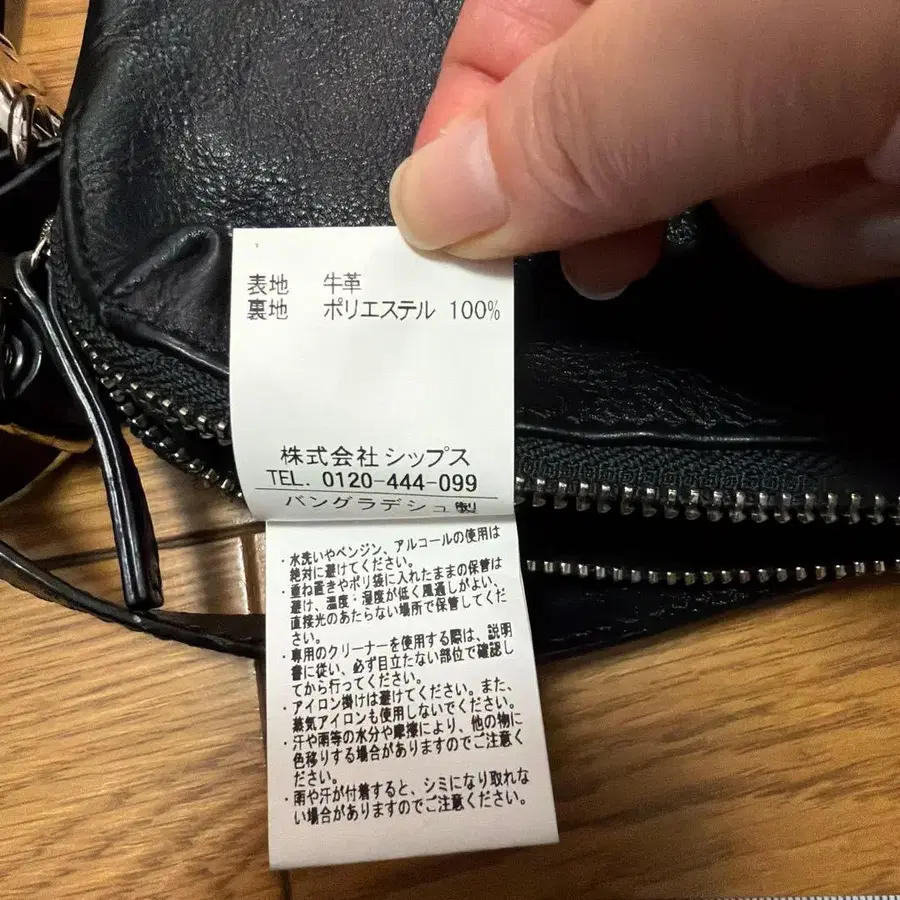 表地 牛革
裏地 ポリエステル 100%
株式会社 シップス
TEL. 0120-444-099
バングラデシュ製
・水洗いやベンジン、アルコールの使用は
絶対に避けてください。
・重ね置きやポリ袋に入れたままの保管は
避け、温度・湿度が低く風通しがよい、
直接光のあたらない場所で保管してくだ
さい。
・専用のクリーナーを使用する際は、説明
書に従い、必ず目立たない部位で確認し
てから行ってください。
・アイロン掛けは避けてください。また、
蒸気アイロンも使用しないでください。
・汗や雨等の水分や摩擦により、他の物に
色移りする場合がありますのでご注意く
ださい。
・雨や汗が付着すると、シミになり取れな
い場合がありますのでご注意ください。